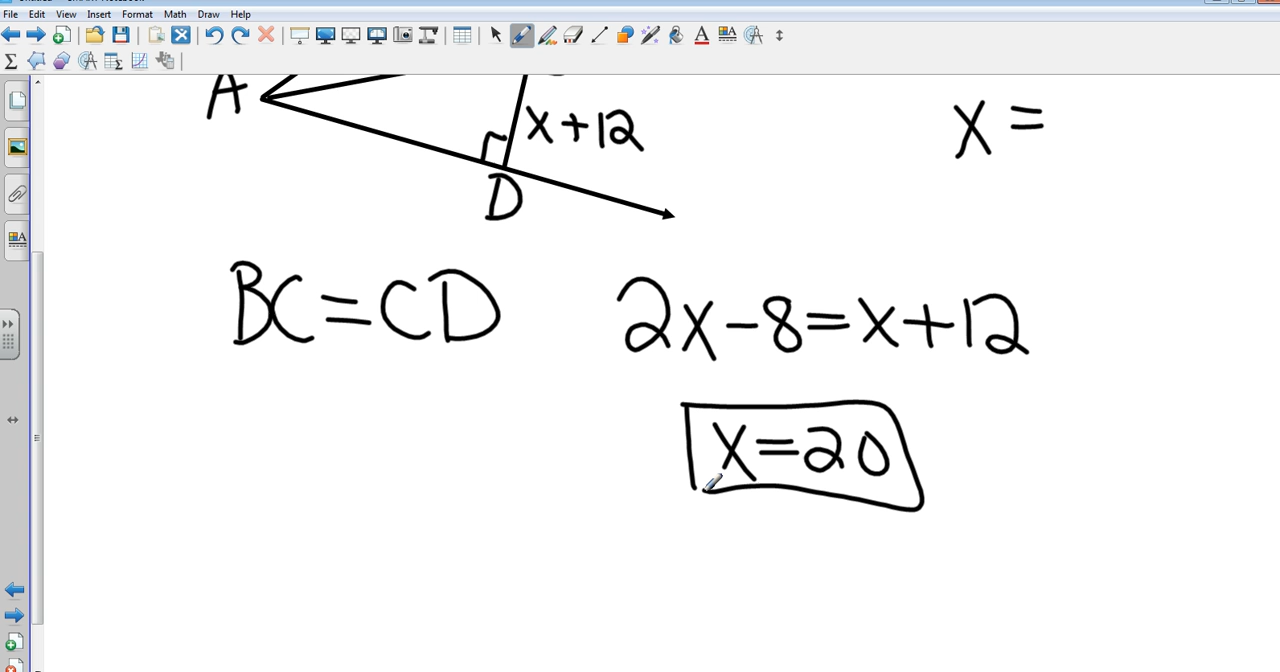 File Edit View Insert Format Math Draw Help
A
x+12
x =
D
BC=CD 2x-8=x+12
x=20